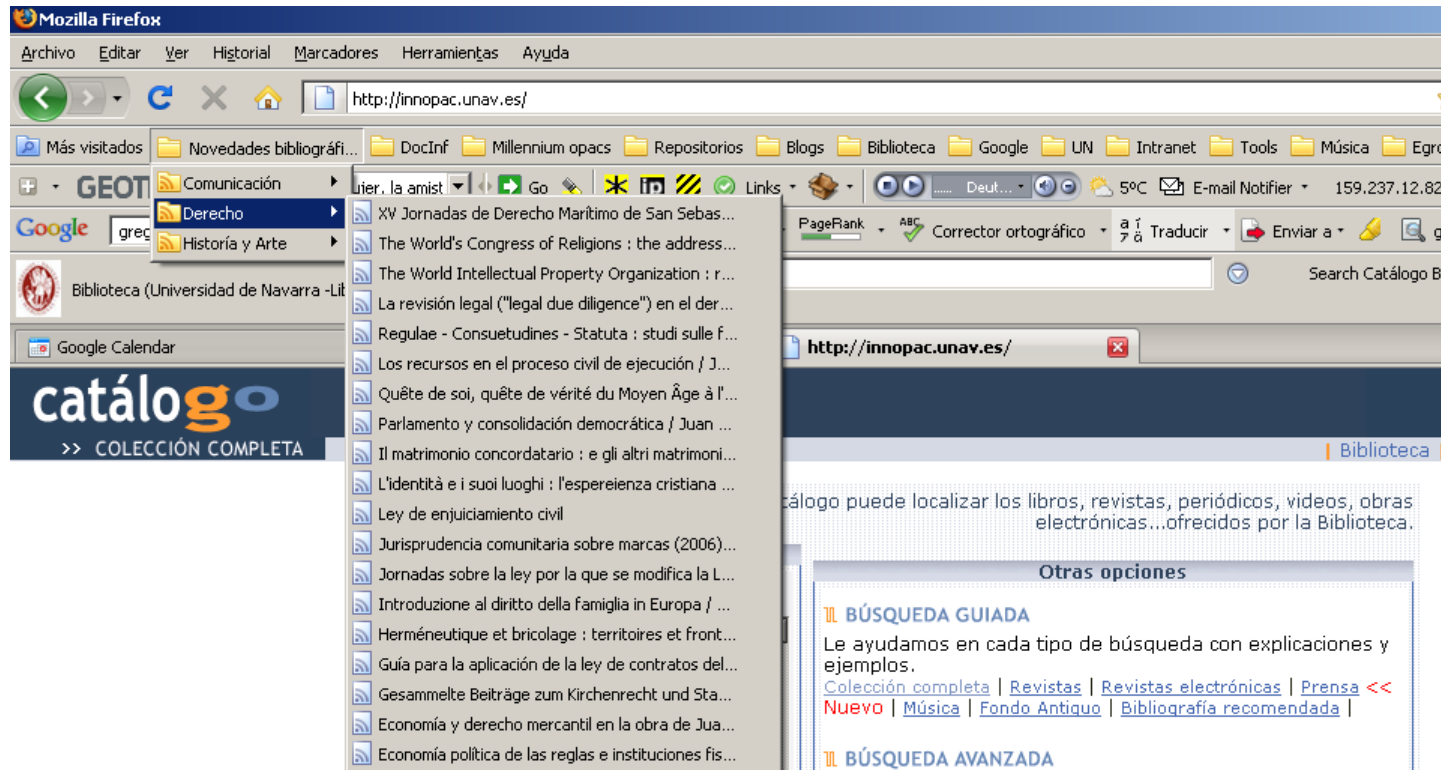 Mozilla Firefox
Archivo Editar Ver Historial Marcadores Herramientas Ayuda
http://innopac.unav.es/
Más visitados Novedades bibliográfi... DocInf Millennium opacs Repositorios Blogs Biblioteca Google UN Intranet Tools Música Egro
GEOT uier, la amist Go Links Deut... 5ºC E-mail Notifier 159.237.12.82
Comunicación
Derecho
Historía y Arte
Google greg PageRank Corrector ortográfico Traducir Enviar a g
Biblioteca (Universidad de Navarra -Lib Search Catálogo B
Google Calendar http://innopac.unav.es/
XV Jornadas de Derecho Marítimo de San Sebas...
The World's Congress of Religions : the address...
The World Intellectual Property Organization : r...
La revisión legal ("legal due diligence") en el der...
Regulae - Consuetudines - Statuta : studi sulle f...
Los recursos en el proceso civil de ejecución / J...
Quête de soi, quête de vérité du Moyen Âge à l'...
Parlamento y consolidación democrática / Juan ...
Il matrimonio concordatario : e gli altri matrimoni...
L'identità e i suoi luoghi : l'espereienza cristiana ...
Ley de enjuiciamiento civil
Jurisprudencia comunitaria sobre marcas (2006)...
Jornadas sobre la ley por la que se modifica la L...
Introduzione al diritto della famiglia in Europa / ...
Herméneutique et bricolage : territoires et front...
Guía para la aplicación de la ley de contratos del...
Gesammelte Beiträge zum Kirchenrecht und Sta...
Economía y derecho mercantil en la obra de Jua...
Economía política de las reglas e instituciones fis...
catálogo
>> COLECCIÓN COMPLETA
| Biblioteca |
tálogo puede localizar los libros, revistas, periódicos, videos, obras
electrónicas...ofrecidos por la Biblioteca.
Otras opciones
BÚSQUEDA GUIADA
Le ayudamos en cada tipo de búsqueda con explicaciones y
ejemplos.
Colección completa | Revistas | Revistas electrónicas | Prensa <<
Nuevo | Música | Fondo Antiguo | Bibliografía recomendada |
BÚSQUEDA AVANZADA